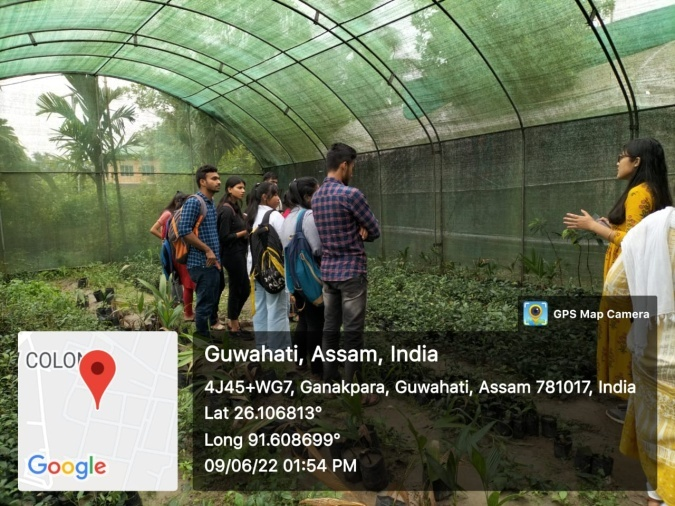 GPS Map Camera
COLON
Google
Guwahati, Assam, India
4J45+WG7, Ganakpara, Guwahati, Assam 781017, India
Lat 26.106813°
Long 91.608699°
09/06/22 01:54 PM